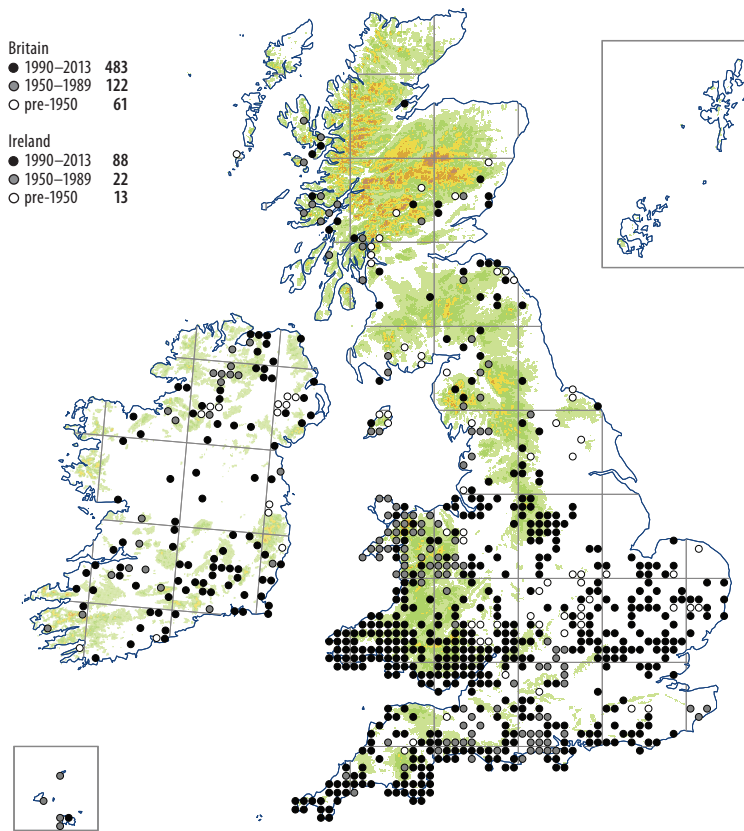 Britain
1990–2013 483
1950–1989 122
pre-1950 61
Ireland
1990–2013 88
1950–1989 22
pre-1950 13